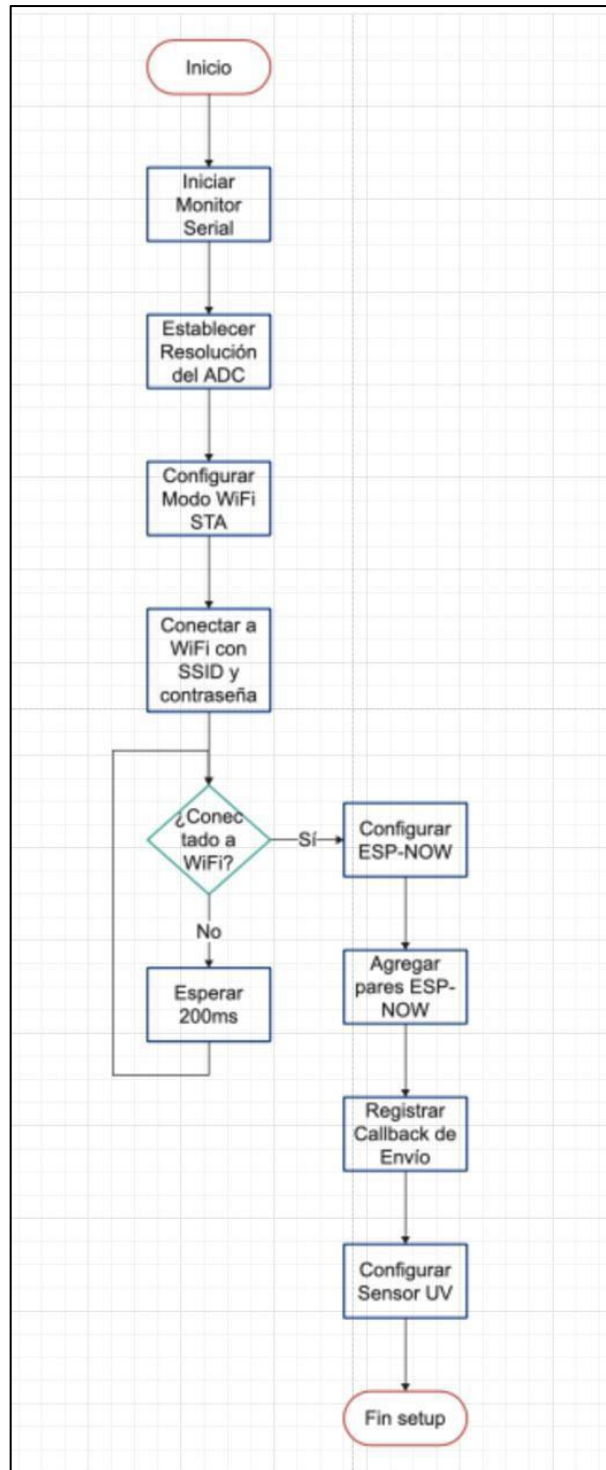 Inicio
Iniciar
Monitor
Serial
Establecer
Resolución
del ADC
Configurar
Modo WiFi
STA
Conectar a
WiFi con
SSID y
contraseña
¿Conec
tado a
WiFi?
Sí
No
Esperar
200ms
Configurar
ESP-NOW
Agregar
pares ESP-
NOW
Registrar
Callback de
Envío
Configurar
Sensor UV
Fin setup